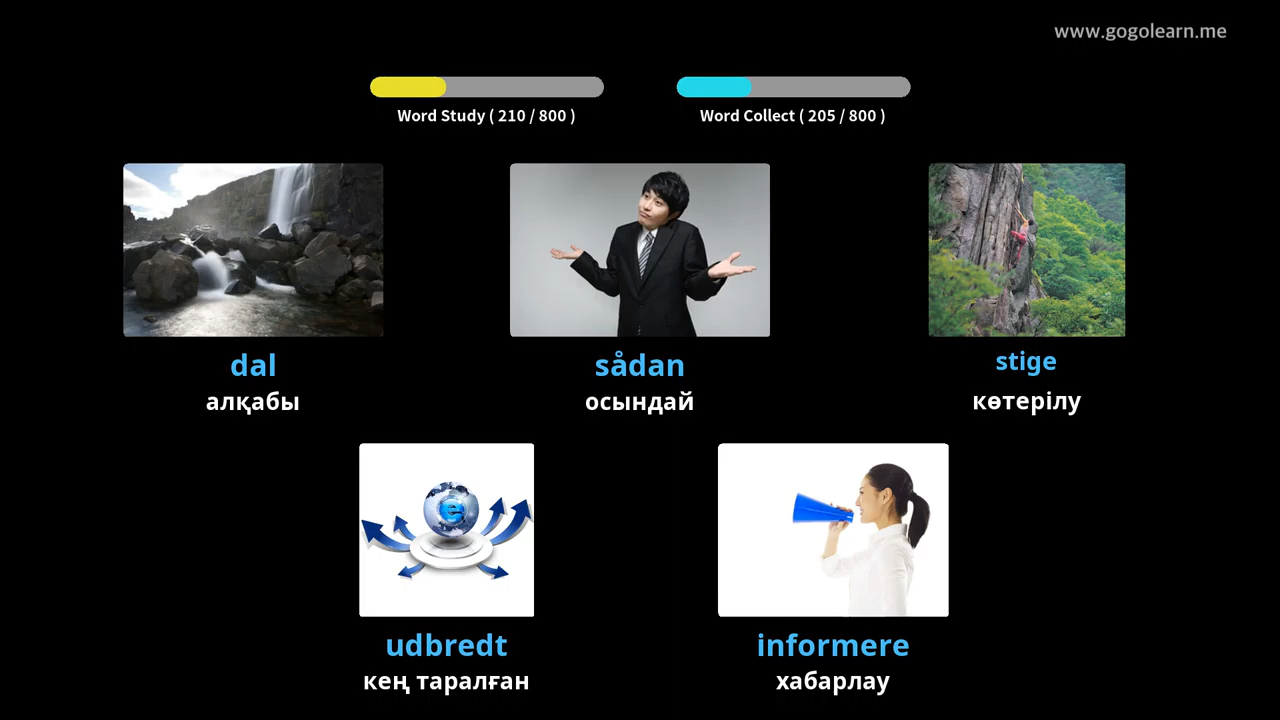 www.gogolearn.me
Word Study ( 210 / 800 )
Word Collect ( 205 / 800 )
dal
алқабы
sådan
осындай
stige
көтерілу
e
udbredt
кең таралған
informere
хабарлау